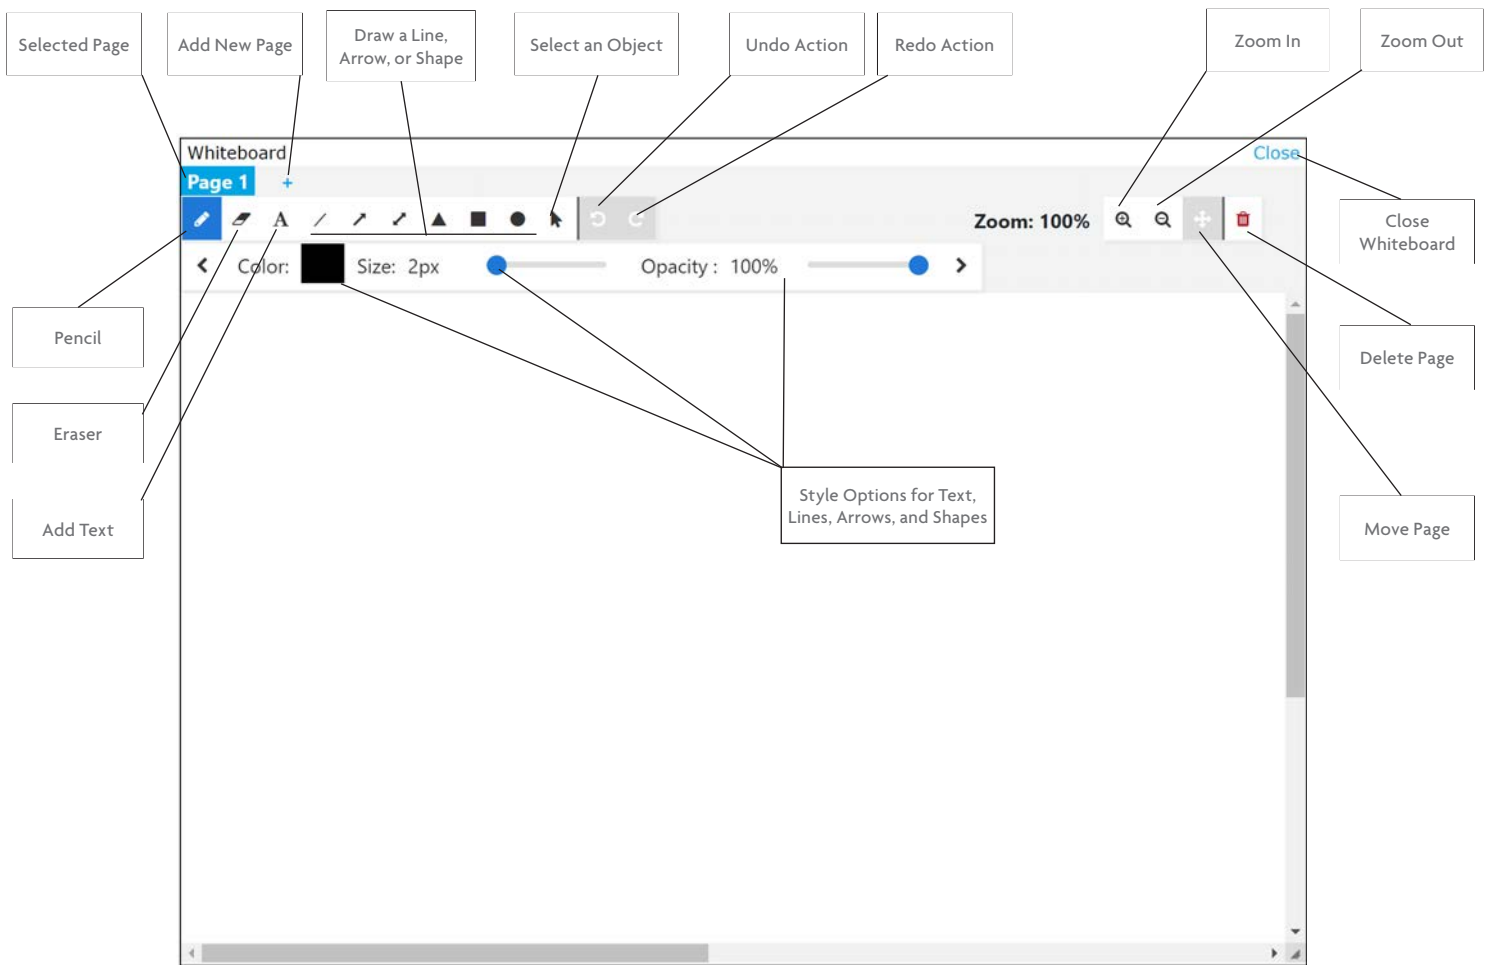 Selected Page
Add New Page
Draw a Line,
Arrow, or Shape
Select an Object
Undo Action
Redo Action
Zoom In
Zoom Out
Whiteboard
Close
Page 1
+
A
Zoom: 100%
Close
Whiteboard
Color:
Size: 2px
Opacity : 100%
Pencil
Delete Page
Eraser
Style Options for Text,
Lines, Arrows, and Shapes
Add Text
Move Page